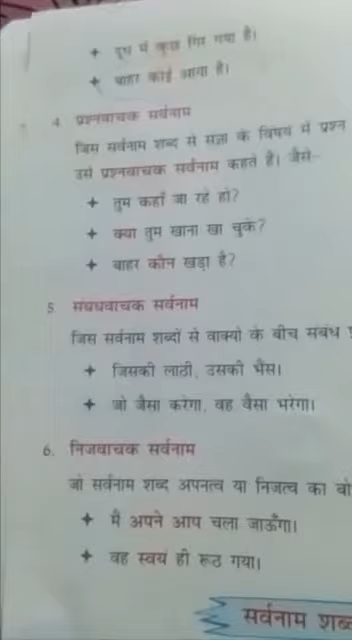 + दूध में कुछ गिर गया है।
+ बाहर कोई आया है।
4. प्रश्नवाचक सर्वनाम
जिस सर्वनाम शब्द से संज्ञा के विषय में प्रश्न
उसे प्रश्नवाचक सर्वनाम कहते हैं। जैसे–
+ तुम कहाँ जा रहे हो?
+ क्या तुम खाना खा चुके?
+ बाहर कौन खड़ा है?
5. संबंधवाचक सर्वनाम
जिस सर्वनाम शब्दों से वाक्यों के बीच संबंध
+ जिसकी लाठी, उसकी भैंस।
+ जो जैसा करेगा, वह वैसा भरेगा।
6. निजवाचक सर्वनाम
जो सर्वनाम शब्द अपनत्व या निजत्व का
+ मैं अपने आप चला जाऊँगा।
+ वह स्वयं ही रूठ गया।
सर्वनाम